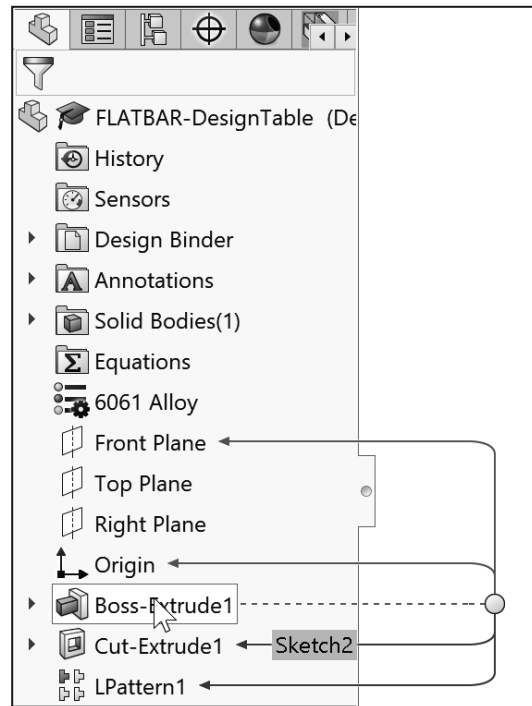 FLATBAR-DesignTable (De
History
Sensors
Design Binder
Annotations
Solid Bodies(1)
Equations
6061 Alloy
Front Plane
Top Plane
Right Plane
Origin
Boss-Extrude1
Cut-Extrude1 Sketch2
LPattern1